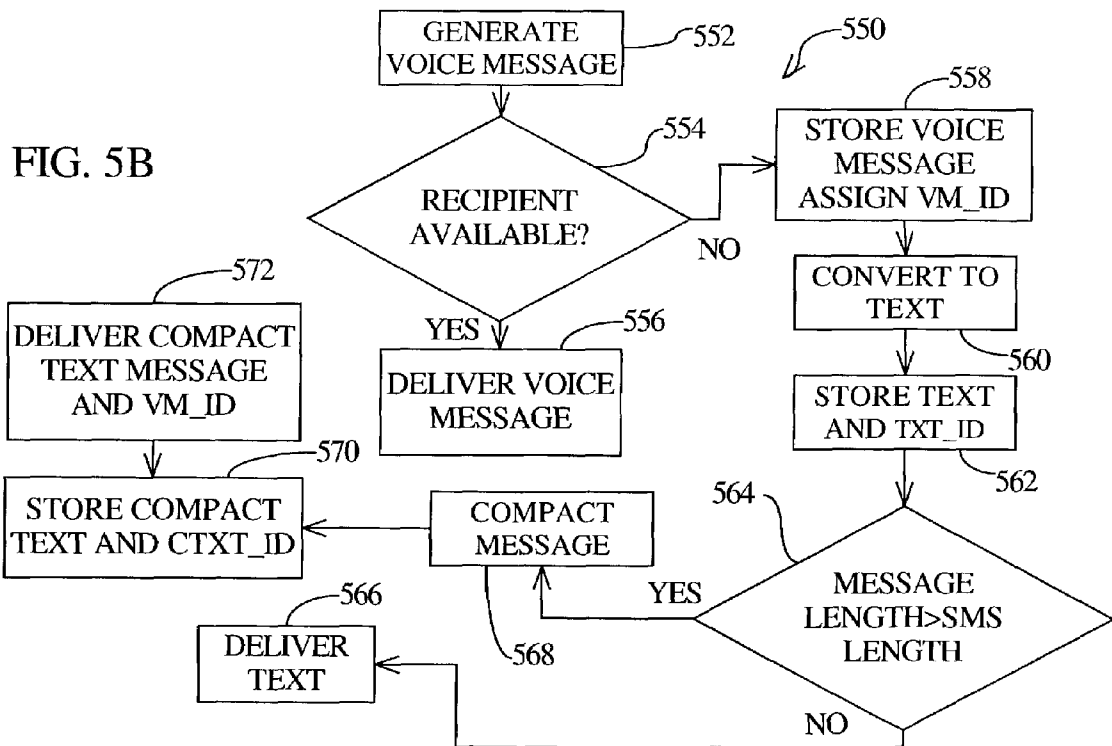 FIG. 5B
GENERATE
VOICE MESSAGE
552
550
554
RECIPIENT
AVAILABLE?
NO
YES
556
DELIVER VOICE
MESSAGE
558
STORE VOICE
MESSAGE
ASSIGN VM_ID
CONVERT TO
TEXT
560
STORE TEXT
AND TXT_ID
562
564
MESSAGE
LENGTH>SMS
LENGTH
YES
NO
COMPACT
MESSAGE
568
572
DELIVER COMPACT
TEXT MESSAGE
AND VM_ID
570
STORE COMPACT
TEXT AND CTXT_ID
566
DELIVER
TEXT